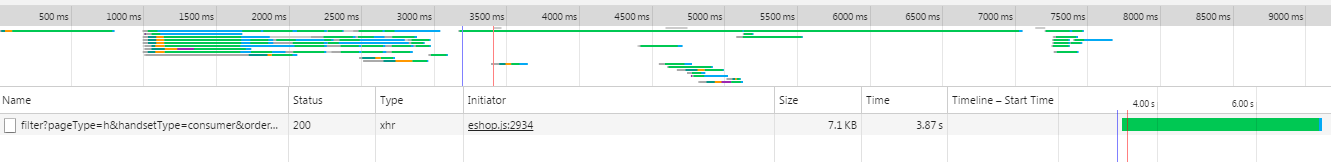 500 ms 1000 ms 1500 ms 2000 ms 2500 ms 3000 ms 3500 ms 4000 ms 4500 ms 5000 ms 5500 ms 6000 ms 6500 ms 7000 ms 7500 ms 8000 ms 8500 ms 9000 ms
Name Status Type Initiator Size Time Timeline – Start Time 4.00 s 6.00 s
filter?pageType=h&handsetType=consumer&order... 200 xhr eshop.js:2934 7.1 KB 3.87 s